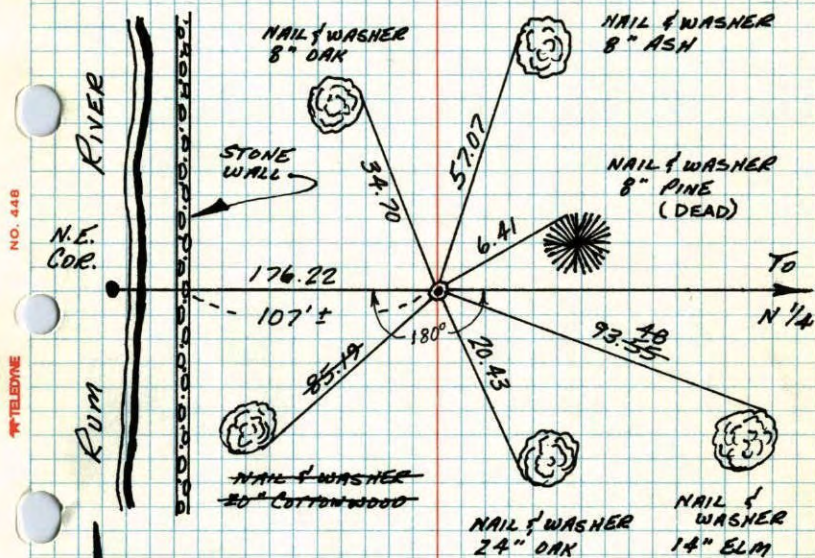 NAIL & WASHER
8" OAK
NAIL & WASHER
8" ASH
RUM RIVER
STONE
WALL
34.70
57.07
NAIL & WASHER
8" PINE
(DEAD)
6.41
NO. 448
N.E.
COR.
176.22
107' ±
180°
TO
N 1/4
85.19
20.43
93.55
48
TELEDYNE
NAIL & WASHER
20" COTTONWOOD
NAIL & WASHER
24" OAK
NAIL &
WASHER
14" ELM